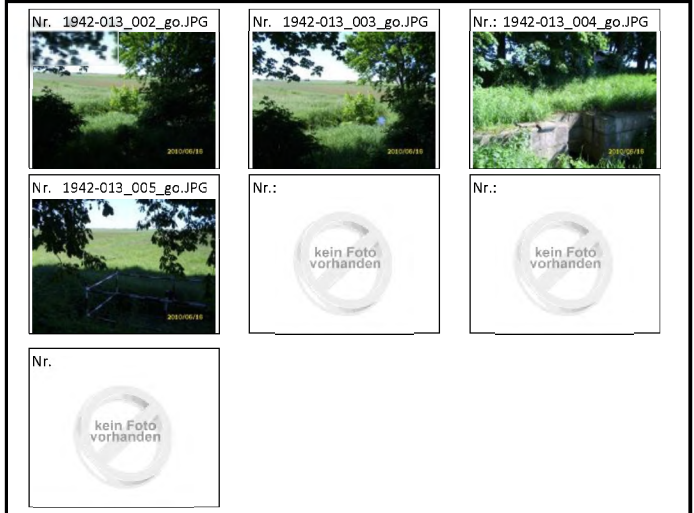 Nr. 1942-013_002_go.JPG
Nr. 1942-013_003_go.JPG
Nr.: 1942-013_004_go.JPG
2010/06/16
2010/06/16
2010/06/16
Nr. 1942-013_005_go.JPG
Nr.:
Nr.:
kein Foto
vorhanden
kein Foto
vorhanden
2010/06/16
Nr.
kein Foto
vorhanden